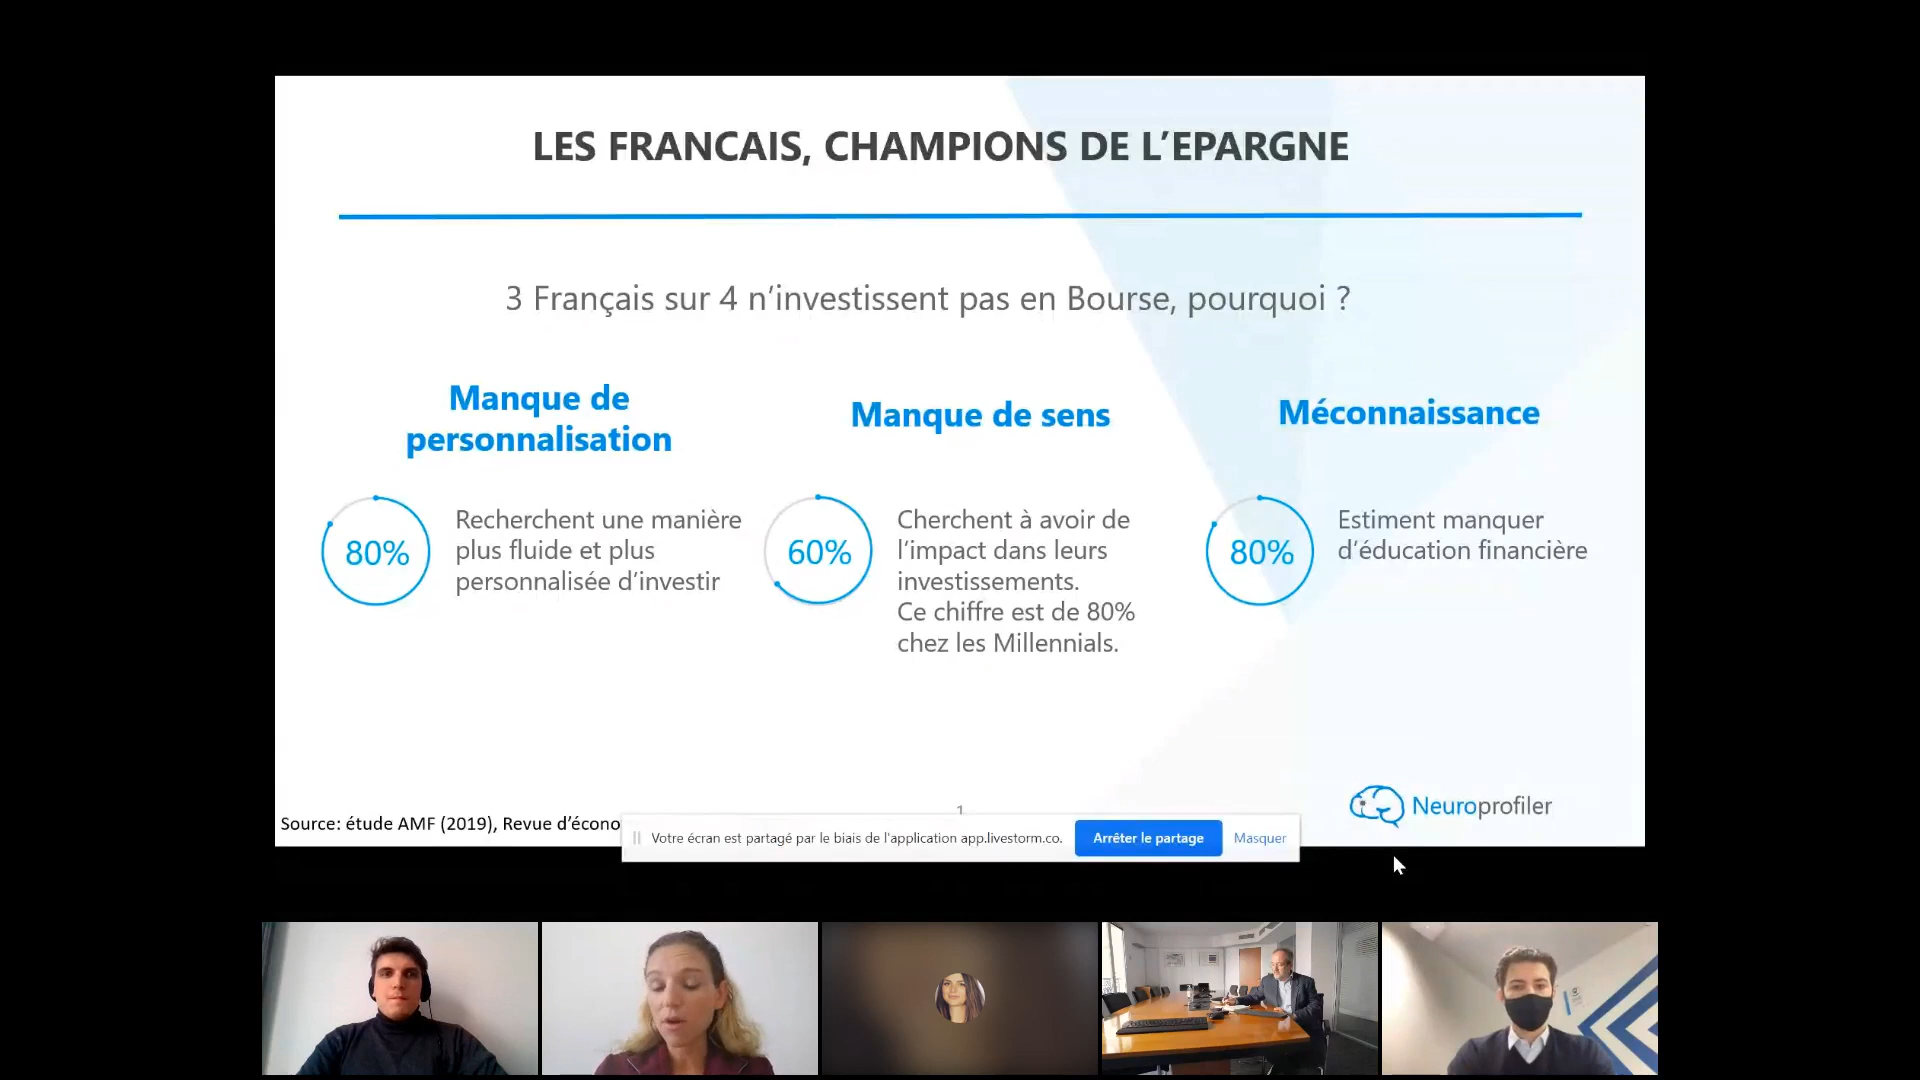 LES FRANCAIS, CHAMPIONS DE L’EPARGNE
3 Français sur 4 n’investissent pas en Bourse, pourquoi ?
Manque de
personnalisation
80%
Recherchent une manière
plus fluide et plus
personnalisée d’investir
Manque de sens
60%
Cherchent à avoir de
l’impact dans leurs
investissements.
Ce chiffre est de 80%
chez les Millennials.
Méconnaissance
80%
Estiment manquer
d’éducation financière
Neuroprofiler
1
Source: étude AMF (2019), Revue d’écono
Votre écran est partagé par le biais de l'application app.livestorm.co.
Arrêter le partage
Masquer